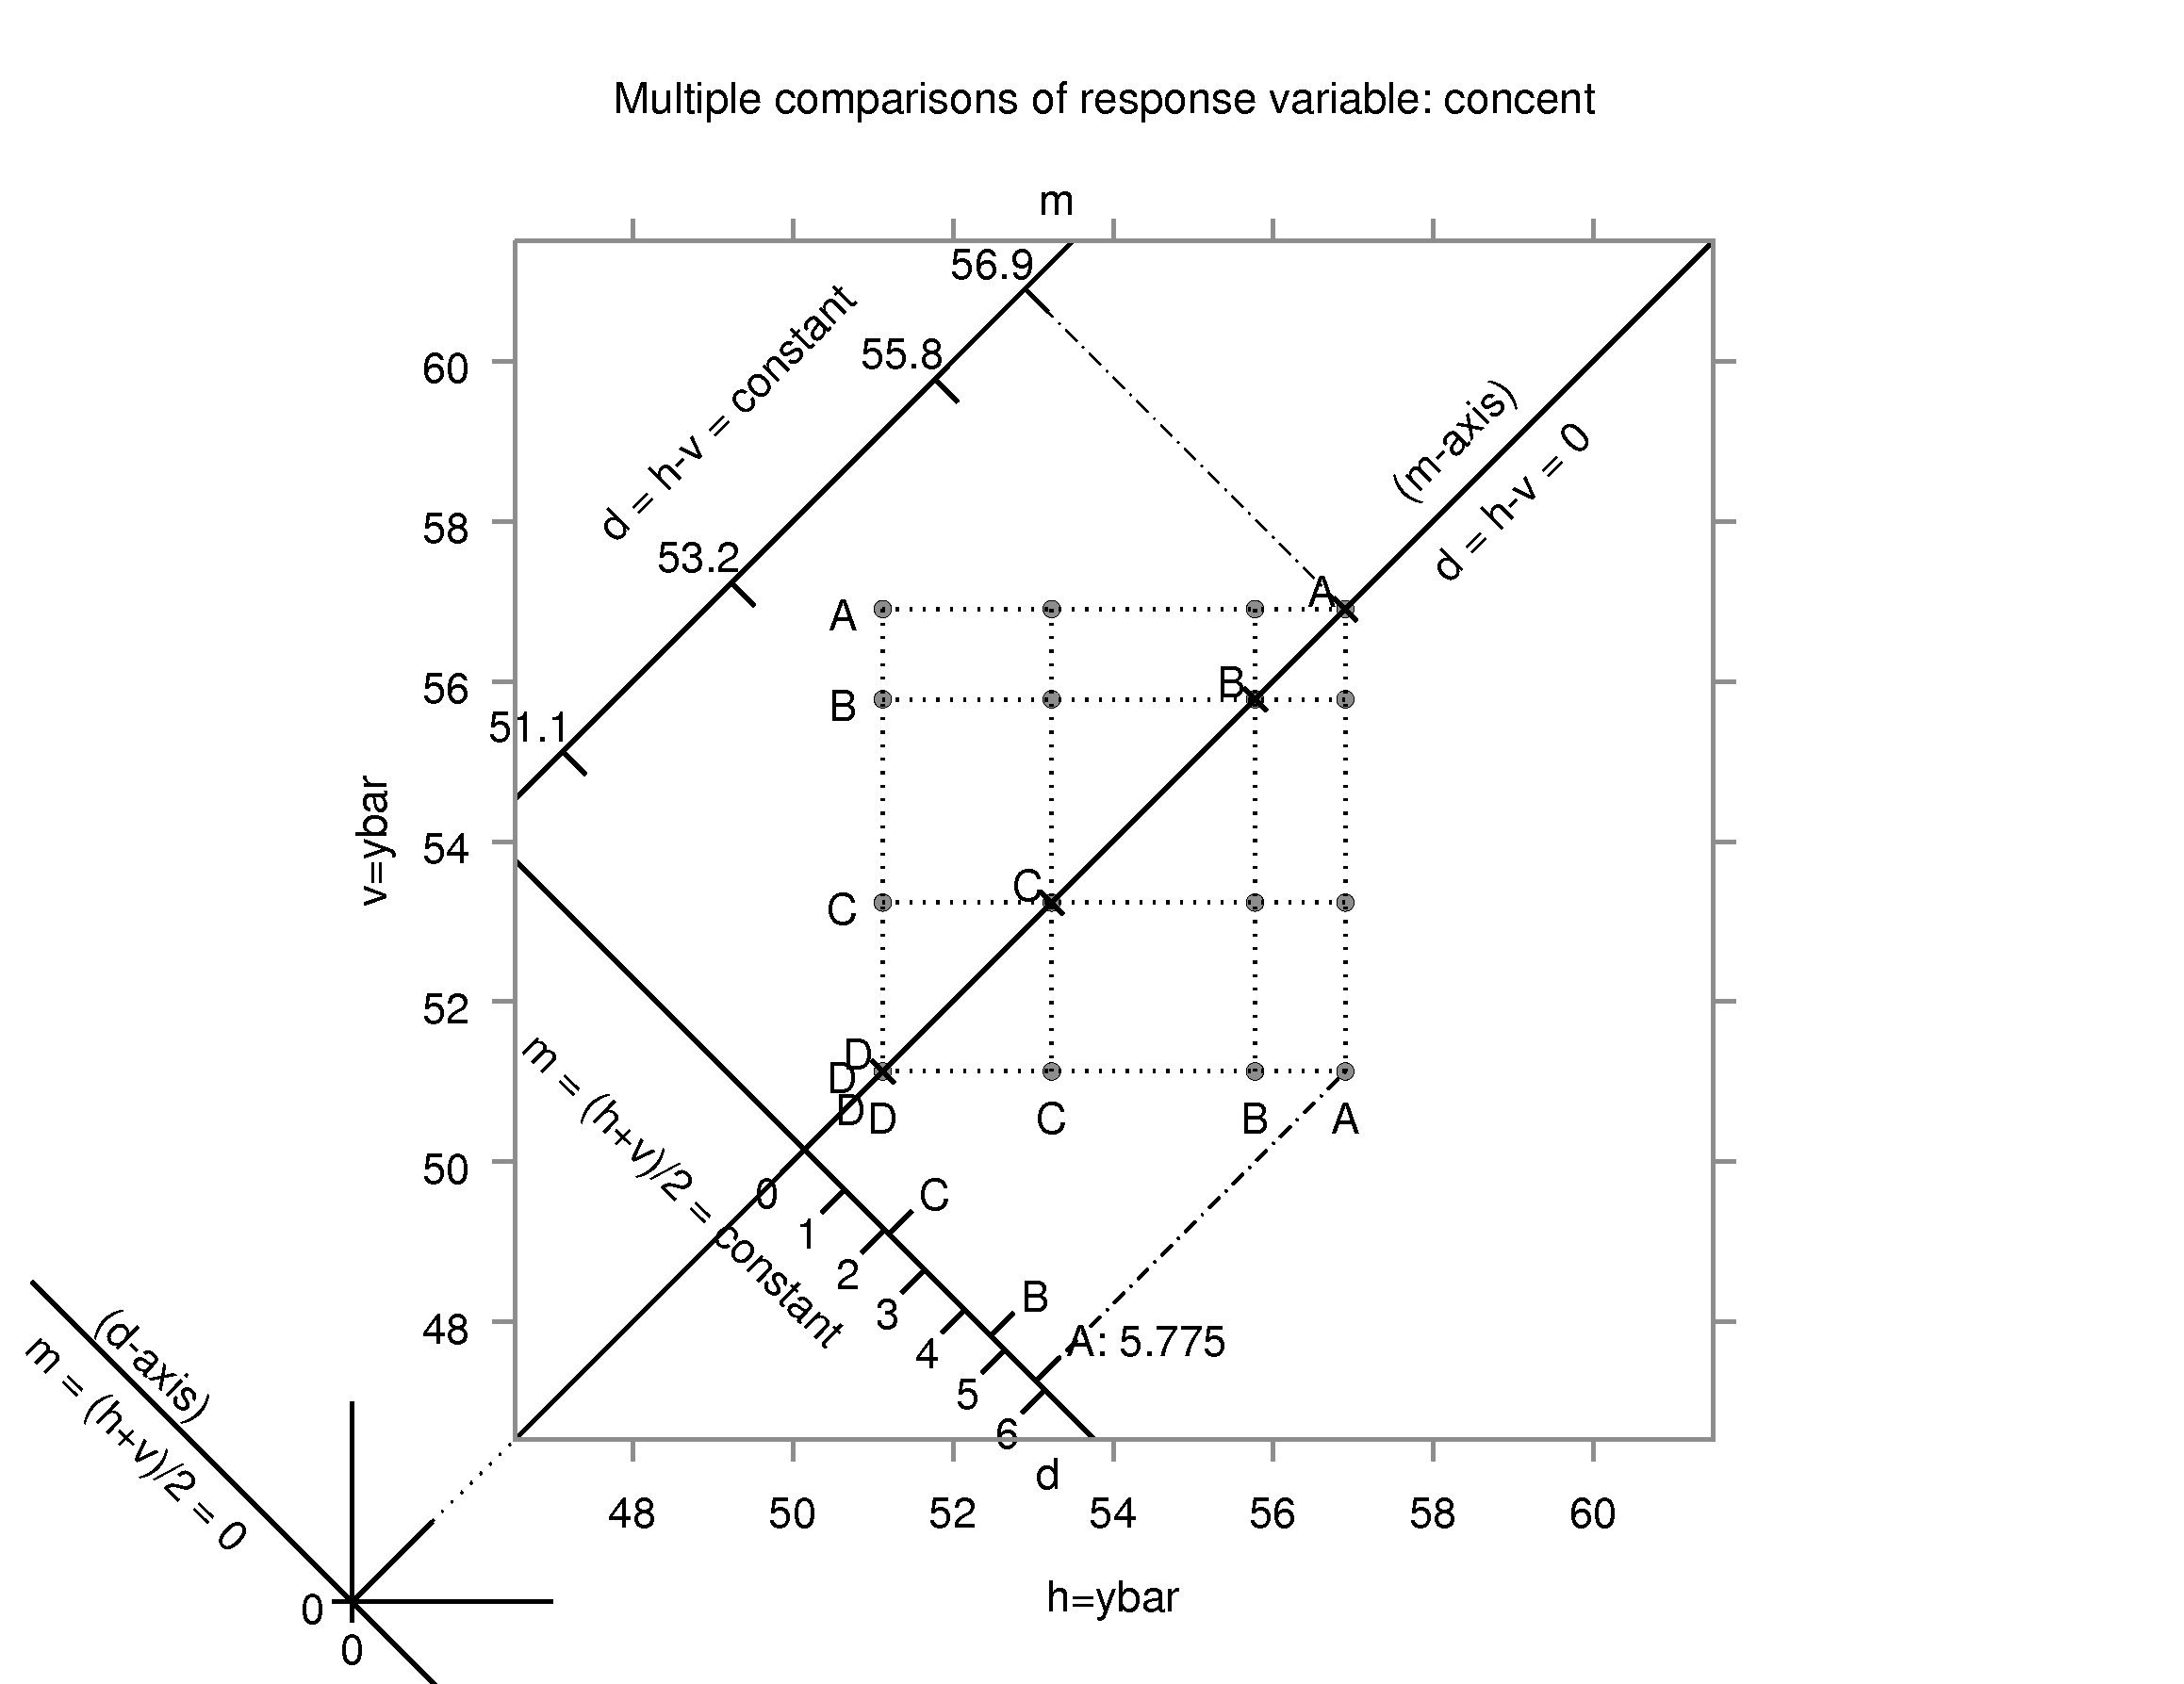 Multiple comparisons of response variable: concent
m
56.9
55.8
53.2
51.1
d = h-v = constant
(m-axis)
d = h-v = 0
60
58
56
54
52
50
48
v=ybar
A
B
C
D
A
B
C
D
D
D
C
B
A
m = (h+v)/2 = constant
0
1
2
3
4
5
6
C
B
A: 5.775
d
48
50
52
54
56
58
60
h=ybar
(d-axis)
m = (h+v)/2 = 0
0
0